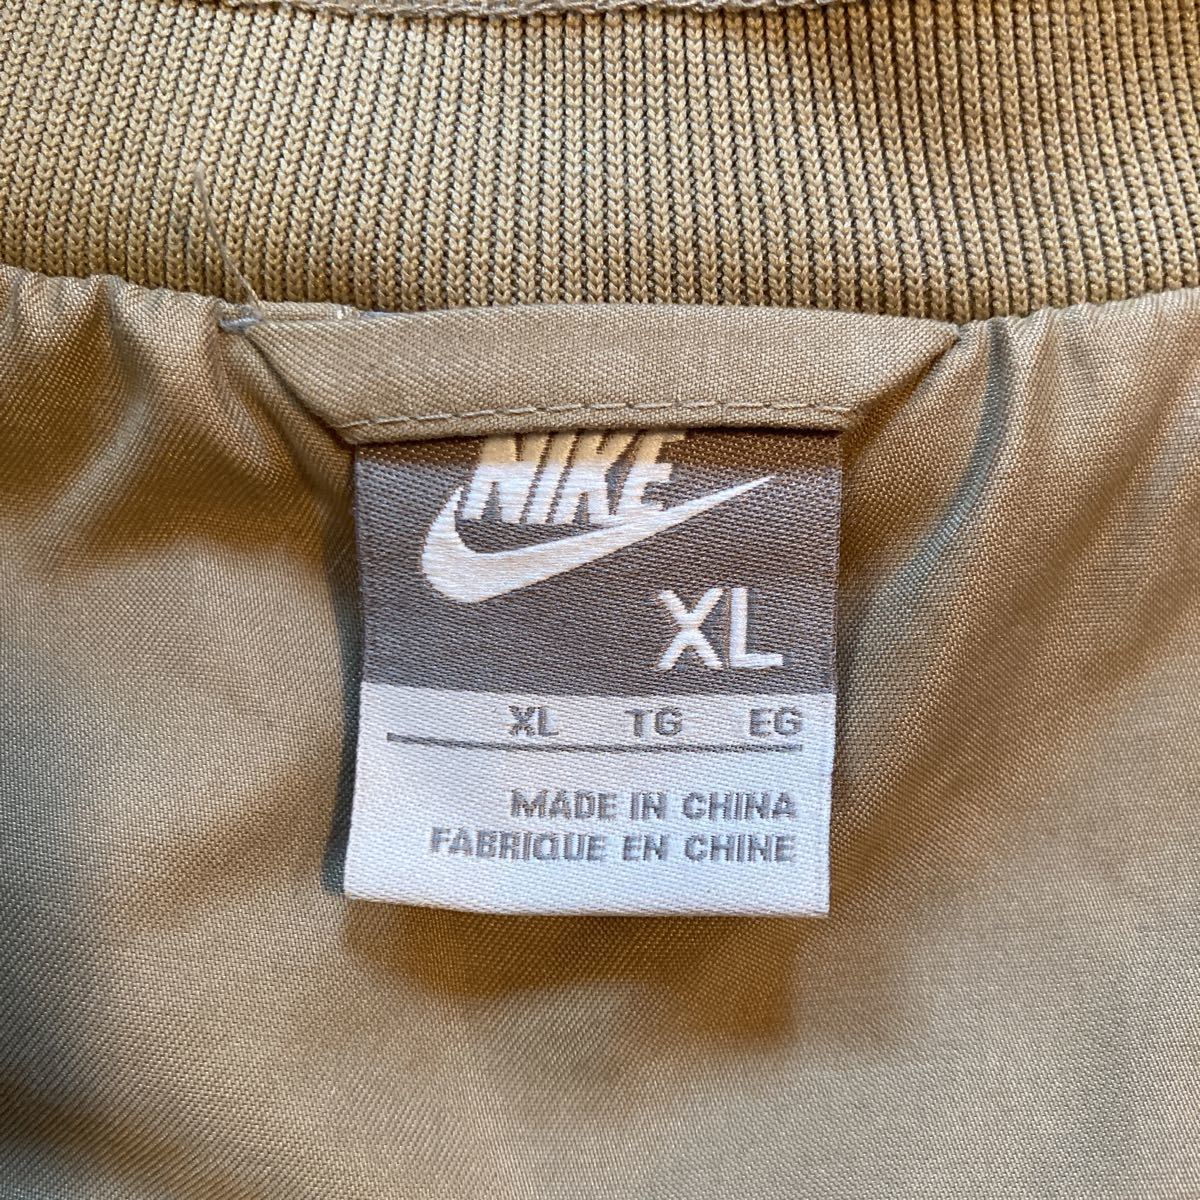 NIKE
XL
XL TG EG
MADE IN CHINA
FABRIQUE EN CHINE